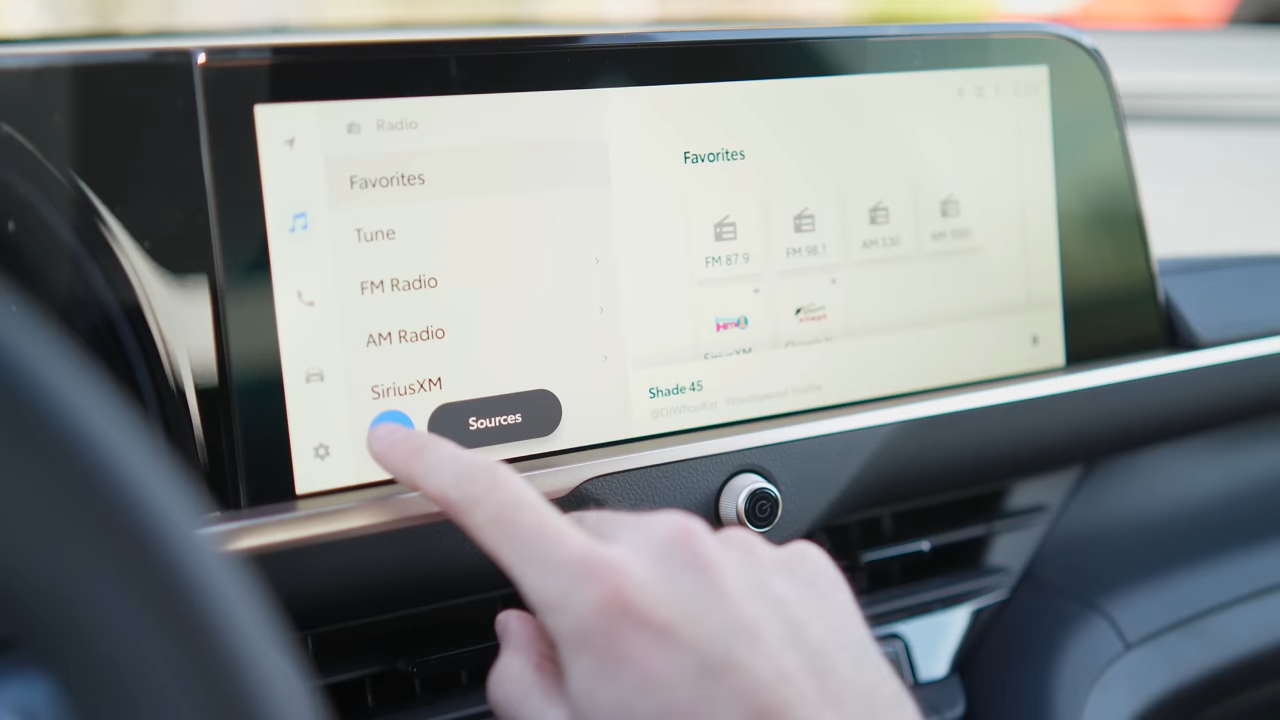 Radio
Favorites
Tune
FM Radio
AM Radio
SiriusXM
Sources
Favorites
FM 87.9
FM 98.1
AM 530
SiriusXM
Shade 45